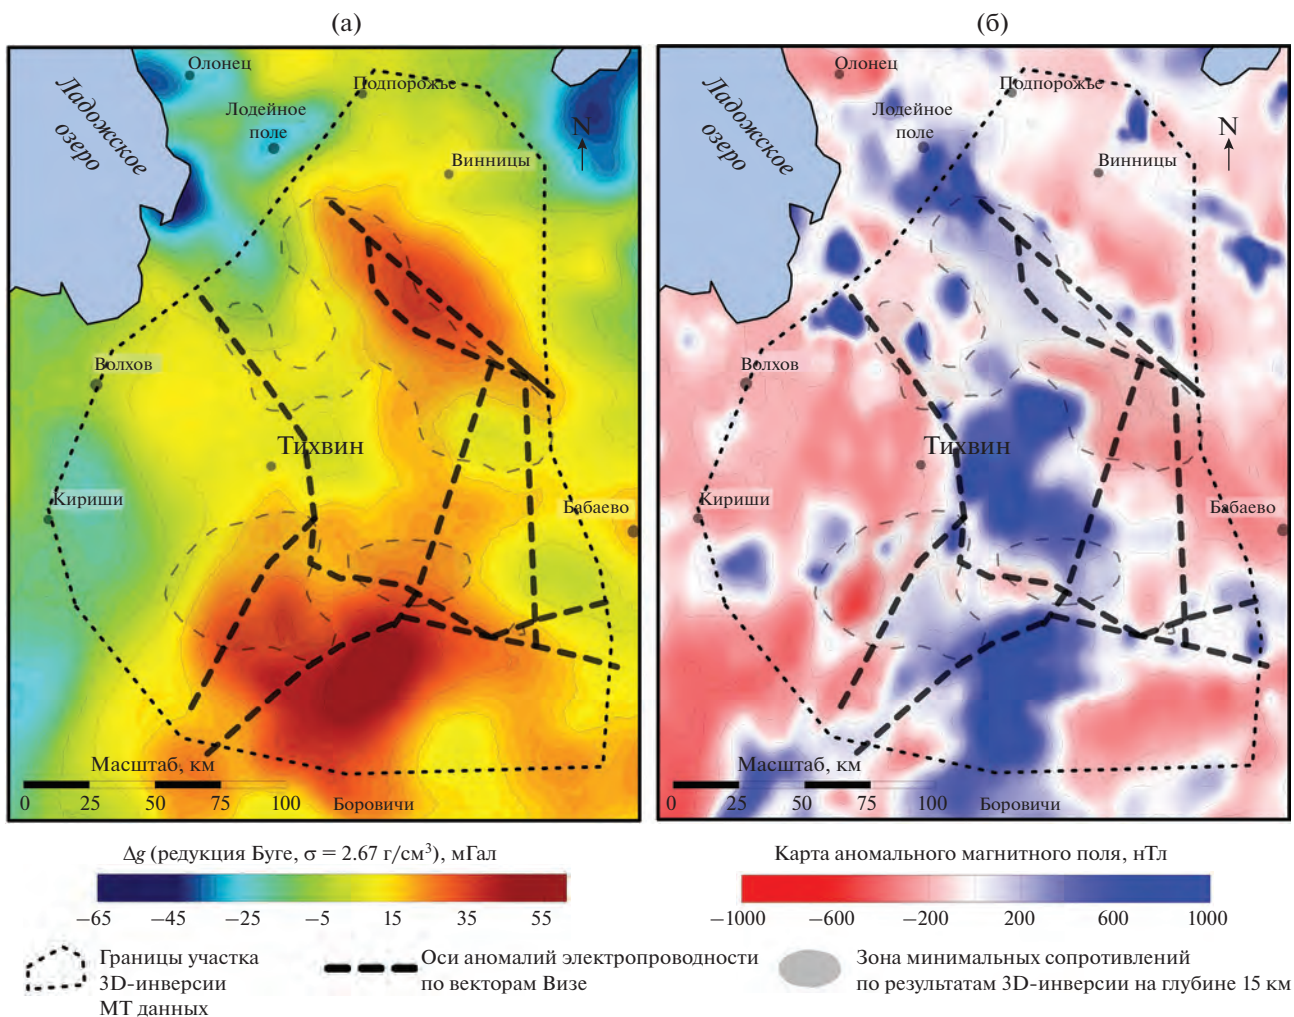 (а)
Олонец
Подпорожье
Ладожское
озеро
Лодейное
поле
N
Винницы
Волхов
Тихвин
Кириши
Бабаево
Масштаб, км
0 25 50 75 100
Боровичи
(б)
Олонец
Подпорожье
Ладожское
озеро
Лодейное
поле
N
Винницы
Волхов
Тихвин
Кириши
Бабаево
Масштаб, км
0 25 50 75 100
Боровичи
Δg (редукция Буге, σ = 2.67 г/см³), мГал
−65 −45 −25 −5 15 35 55
Карта аномального магнитного поля, нТл
−1000 −600 −200 200 600 1000
Границы участка
3D-инверсии
МТ данных
Оси аномалий электропроводности
по векторам Визе
Зона минимальных сопротивлений
по результатам 3D-инверсии на глубине 15 км